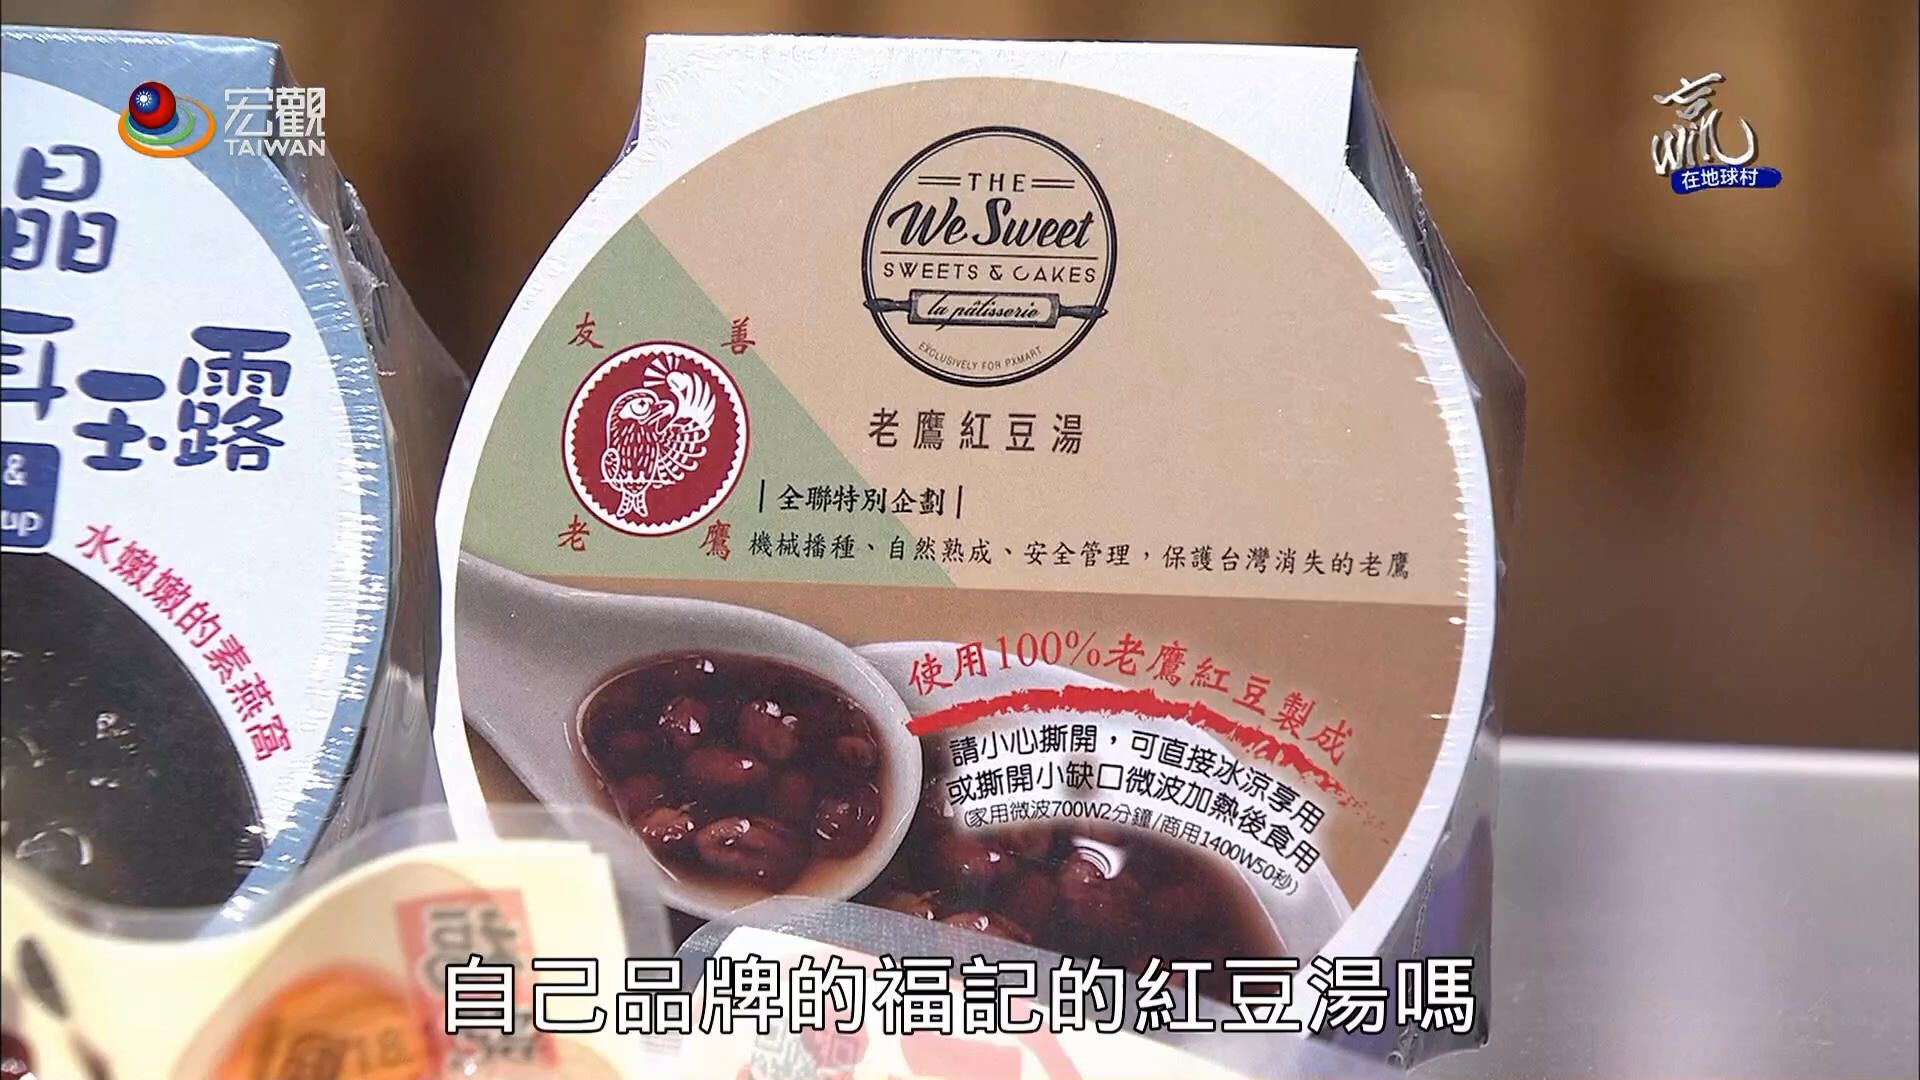 宏觀
TAIWAN
Win
在地球村
晶
耳玉露
&
up
水嫩嫩的素燕窩
THE
We Sweet
SWEETS & CAKES
la pâtisserie
EXCLUSIVELY FOR PXMART
友善
老鷹
老鷹紅豆湯
全聯特別企劃
機械播種、自然熟成、安全管理，保護台灣消失的老鷹
使用100%老鷹紅豆製成
請小心撕開，可直接冰涼享用
或撕開小缺口微波加熱後食用
(家用微波700W2分鐘/商用1400W50秒)
自己品牌的福記的紅豆湯嗎